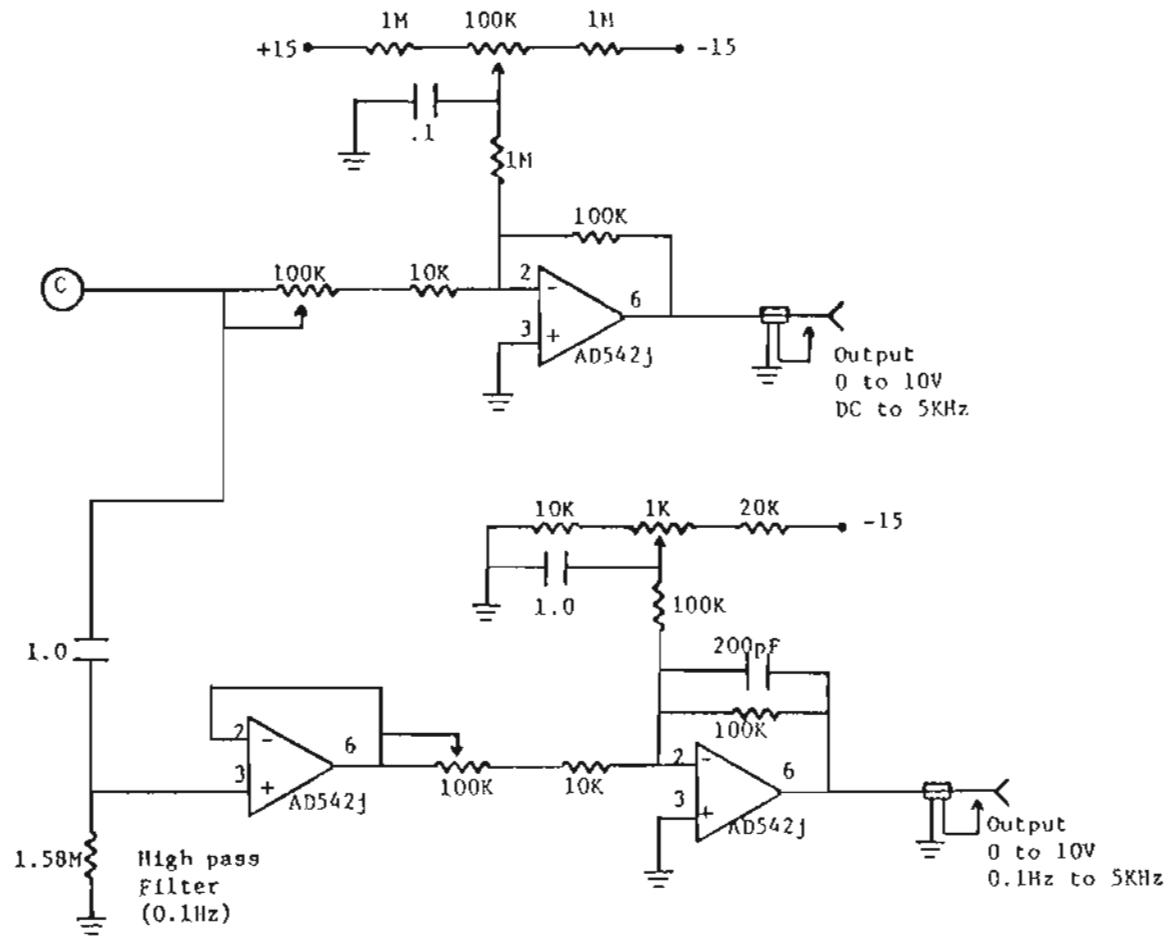 1M 100K 1M
+15 -15
.1
1M
100K
C
100K 10K 2 - 6
3 +
AD542j
Output
0 to 10V
DC to 5KHz
10K 1K 20K
-15
1.0
100K
200pF
1.0
100K
2 - 6
3 +
AD542j
100K 10K
2 - 6
3 +
AD542j
Output
0 to 10V
0.1Hz to 5KHz
1.58M
High pass
Filter
(0.1Hz)